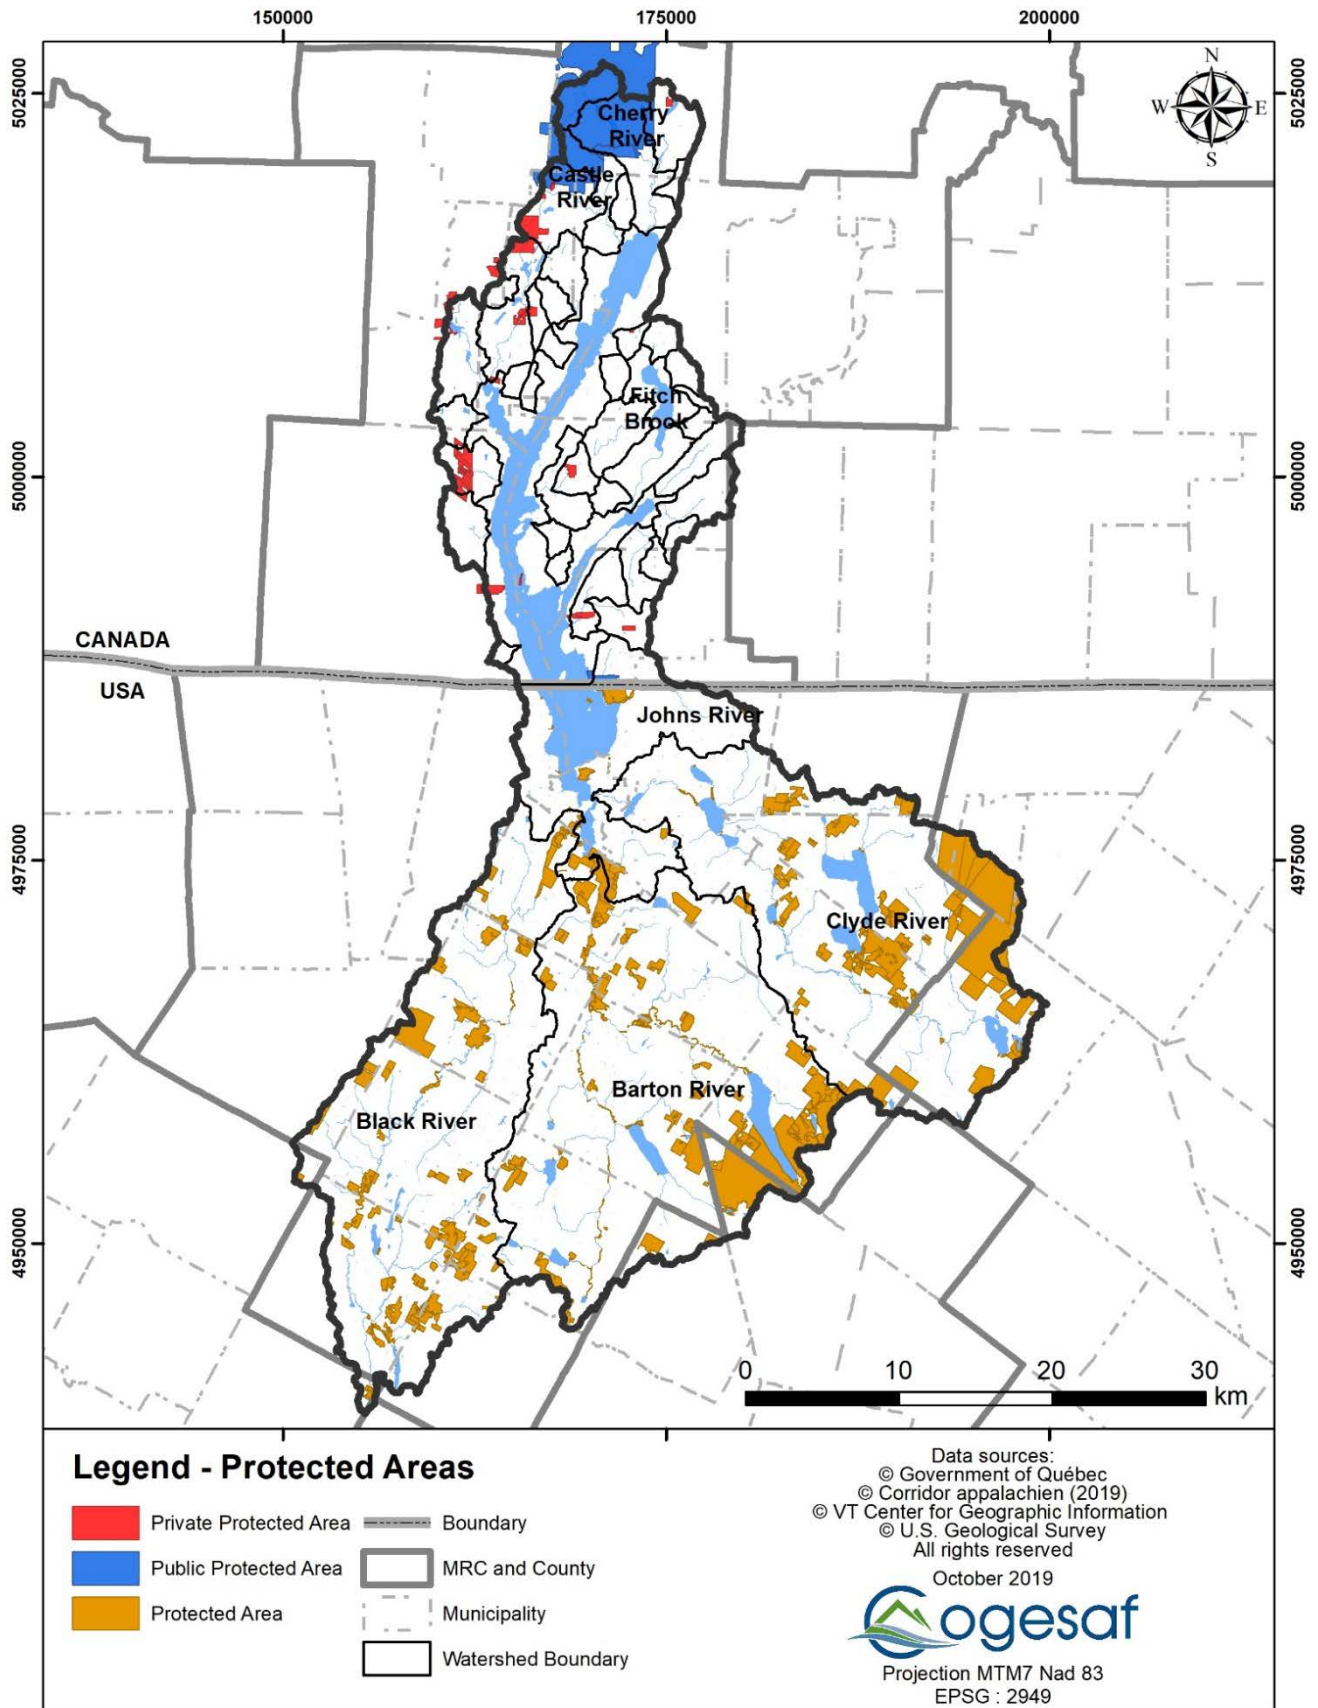 150000
175000
200000
5025000
5025000
N
W
E
S
Cherry
River
Castle
River
Fitch
Brook
5000000
5000000
CANADA
USA
Johns River
4975000
4975000
Clyde River
Barton River
Black River
4950000
4950000
0
10
20
30
km
Legend - Protected Areas
Private Protected Area
Public Protected Area
Protected Area
Boundary
MRC and County
Municipality
Watershed Boundary
Data sources:
© Government of Québec
© Corridor appalachien (2019)
© VT Center for Geographic Information
© U.S. Geological Survey
All rights reserved
October 2019
Cogesaf
Projection MTM7 Nad 83
EPSG : 2949